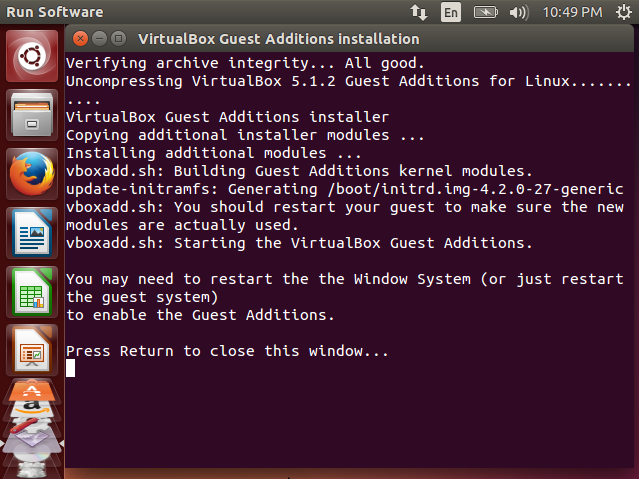 Run Software
En
10:49 PM
VirtualBox Guest Additions installation
Verifying archive integrity... All good.
Uncompressing VirtualBox 5.1.2 Guest Additions for Linux.......
....
VirtualBox Guest Additions installer
Copying additional installer modules ...
Installing additional modules ...
vboxadd.sh: Building Guest Additions kernel modules.
update-initramfs: Generating /boot/initrd.img-4.2.0-27-generic
vboxadd.sh: You should restart your guest to make sure the new
modules are actually used.
vboxadd.sh: Starting the VirtualBox Guest Additions.
You may need to restart the the Window System (or just restart
the guest system)
to enable the Guest Additions.
Press Return to close this window...